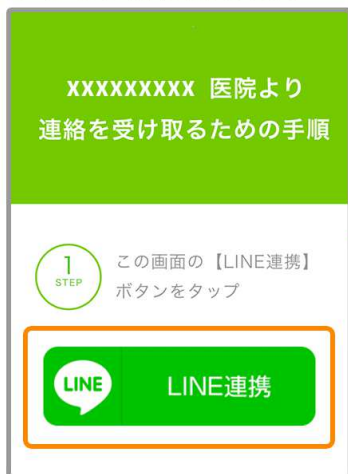 xxxxxxxxx 医院より
連絡を受け取るための手順
1
STEP
この画面の【LINE連携】
ボタンをタップ
LINE
LINE連携